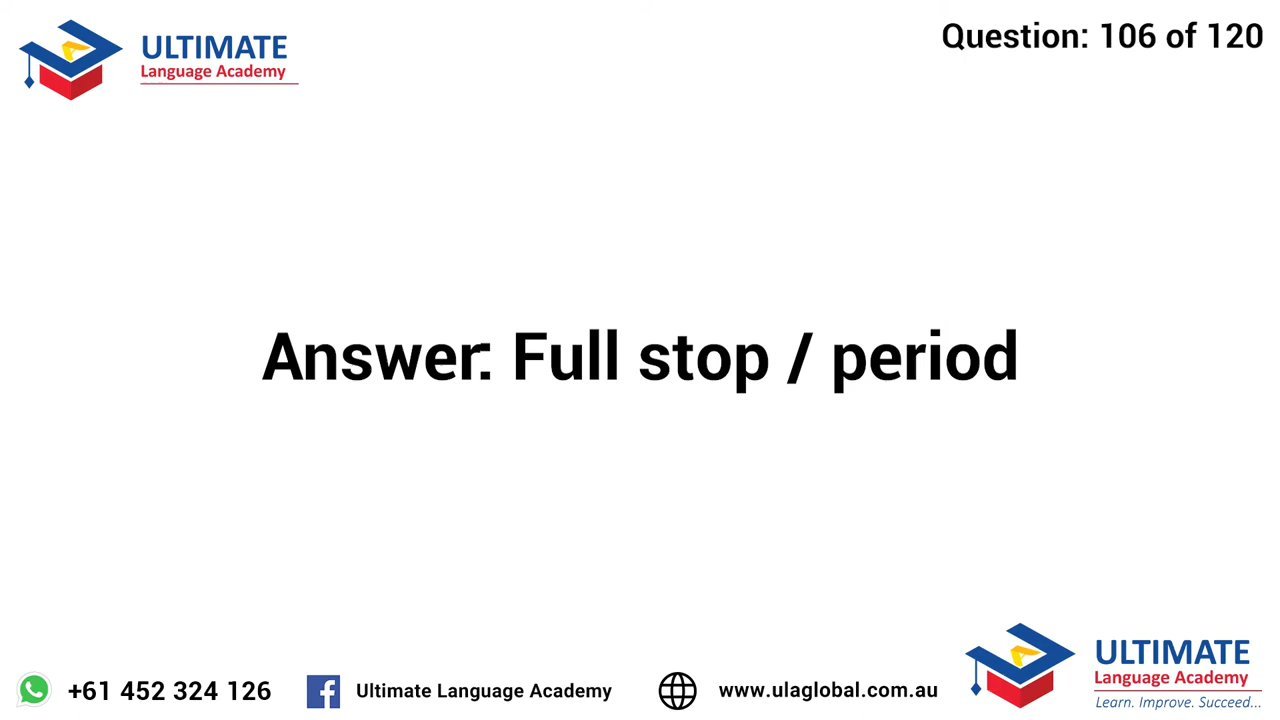 ULTIMATE
Language Academy
Question: 106 of 120
Answer: Full stop / period
+61 452 324 126
Ultimate Language Academy
www.ulaglobal.com.au
ULTIMATE
Language Academy
Learn. Improve. Succeed...